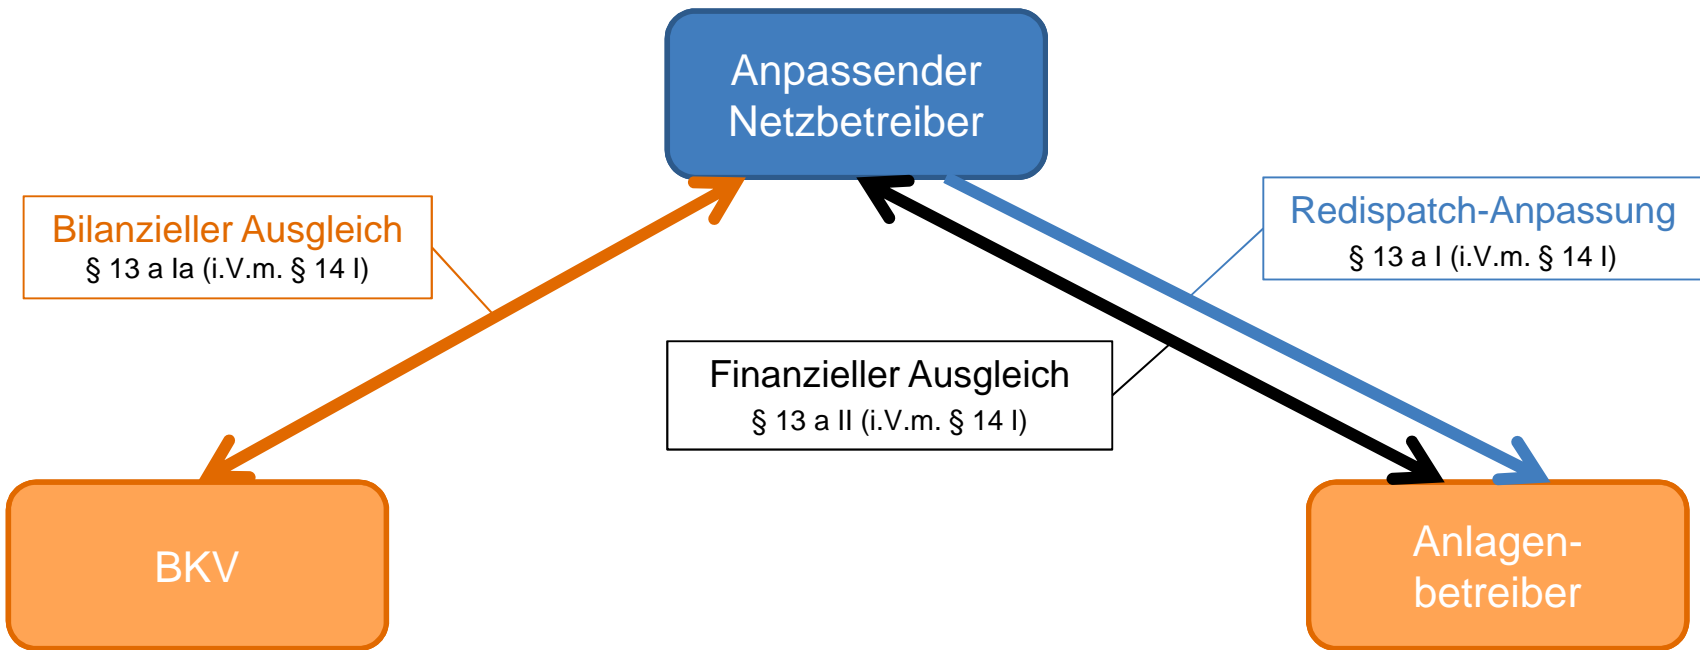 Anpassender
Netzbetreiber
Bilanzieller Ausgleich
§ 13 a Ia (i.V.m. § 14 I)
Redispatch-Anpassung
§ 13 a I (i.V.m. § 14 I)
Finanzieller Ausgleich
§ 13 a II (i.V.m. § 14 I)
BKV
Anlagen-
betreiber